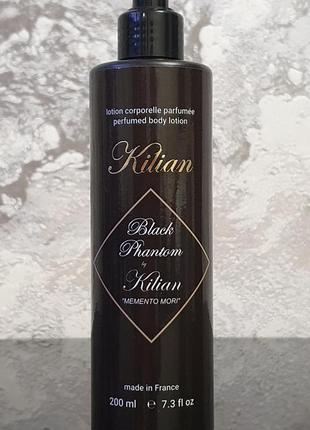 lotion corporelle parfumée
perfumed body lotion
Kilian
Black
Phantom
by
Kilian
"MEMENTO MORI"
made in France
200 ml ℮ 7.3 fl oz